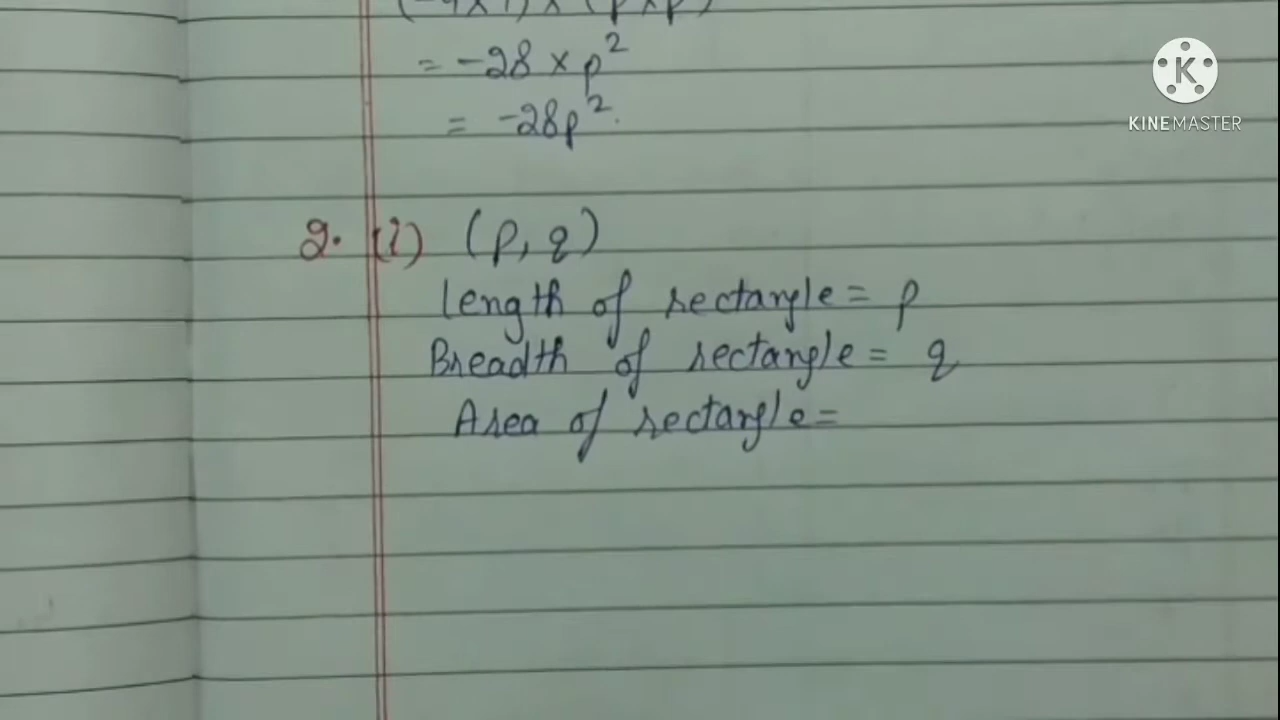 = -28 × p²
= -28p².
2. (i) (p, q)
Length of rectangle = p
Breadth of rectangle = q
Area of rectangle =
K
KINEMASTER